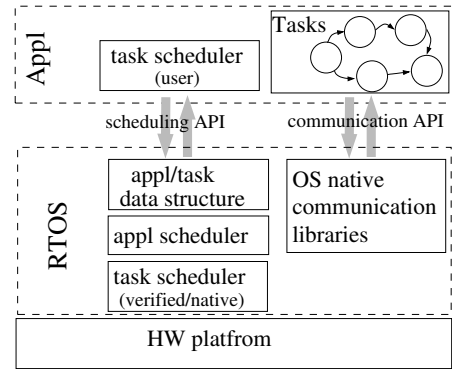 Appl
task scheduler
(user)
Tasks
scheduling API
communication API
RTOS
appl/task
data structure
appl scheduler
task scheduler
(verified/native)
OS native
communication
libraries
HW platfrom